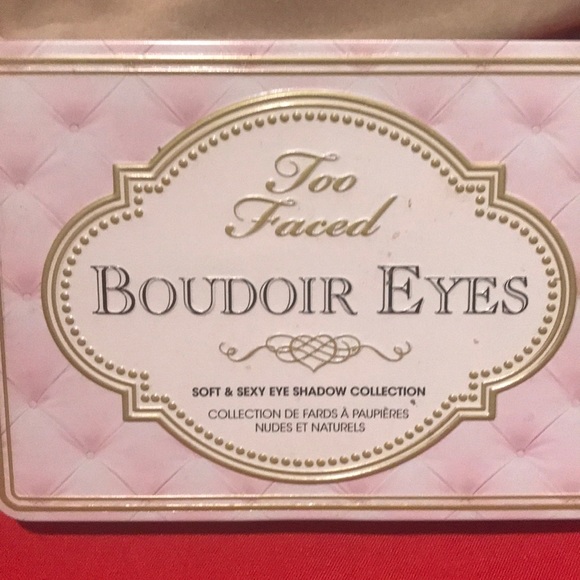 Too
Faced
BOUDOIR EYES
SOFT & SEXY EYE SHADOW COLLECTION
COLLECTION DE FARDS À PAUPIÈRES
NUDES ET NATURELS